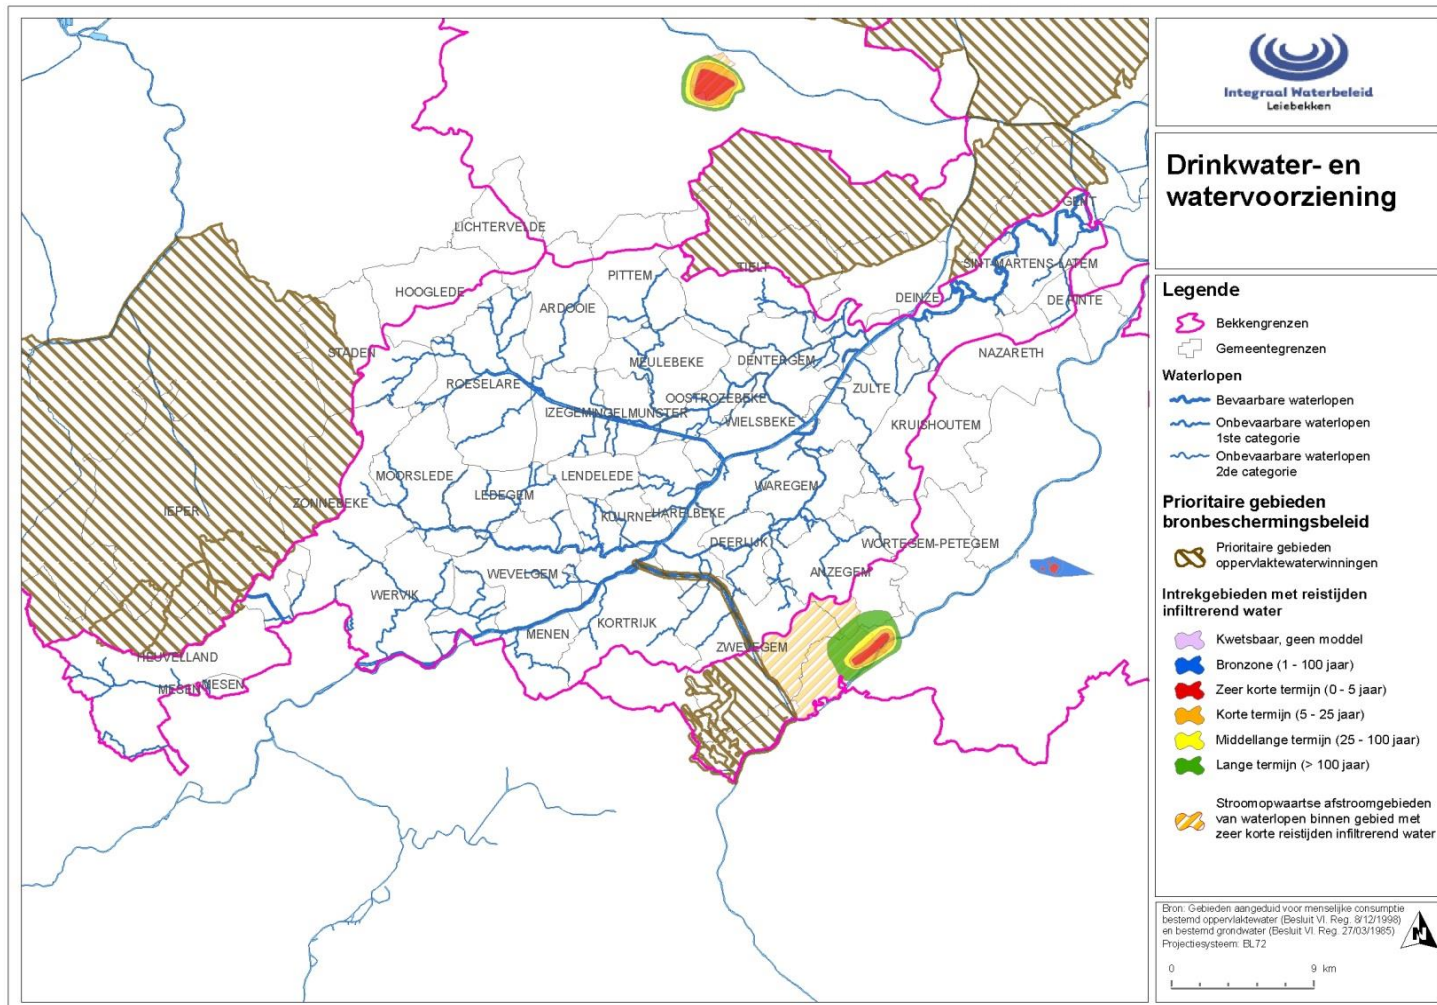 LICHTERVELDE
HOOGLEDE
PITTEM
TIELT
GENT
SINT-MARTENS-LATEM
DEINZE
DE PINTE
ARDOOIE
STADEN
NAZARETH
MEULEBEKE
DENTERGEM
ROESELARE
ZULTE
OOSTROZEBEKE
IZEGEM
INGELMUNSTER
WIELSBEKE
KRUISHOUTEM
MOORSLEDE
LENDELEDE
LEDEGEM
WAREGEM
ZONNEBEKE
IEPER
KUURNE
HARELBEKE
DEERLIJK
WORTEGEM-PETEGEM
WEVELGEM
ANZEGEM
WERVIK
MENEN
KORTRIJK
ZWEVEGEM
HEUVELLAND
MESEN
MESEN
Integraal Waterbeleid
Leiebekken
Drinkwater- en
watervoorziening
Legende
Bekkengrenzen
Gemeentegrenzen
Waterlopen
Bevaarbare waterlopen
Onbevaarbare waterlopen
1ste categorie
Onbevaarbare waterlopen
2de categorie
Prioritaire gebieden
bronbeschermingsbeleid
Prioritaire gebieden
oppervlaktewaterwinningen
Intrekgebieden met reistijden
infiltrerend water
Kwetsbaar, geen moddel
Bronzone (1 - 100 jaar)
Zeer korte termijn (0 - 5 jaar)
Korte termijn (5 - 25 jaar)
Middellange termijn (25 - 100 jaar)
Lange termijn (> 100 jaar)
Stroomopwaartse afstroomgebieden
van waterlopen binnen gebied met
zeer korte reistijden infiltrerend water
Bron: Gebieden aangeduid voor menselijke consumptie
bestemd oppervlaktewater (Besluit Vl. Reg. 8/12/1998)
en bestemd grondwater (Besluit Vl. Reg. 27/03/1985)
Projectiesysteem: BL72
N
0 9 km